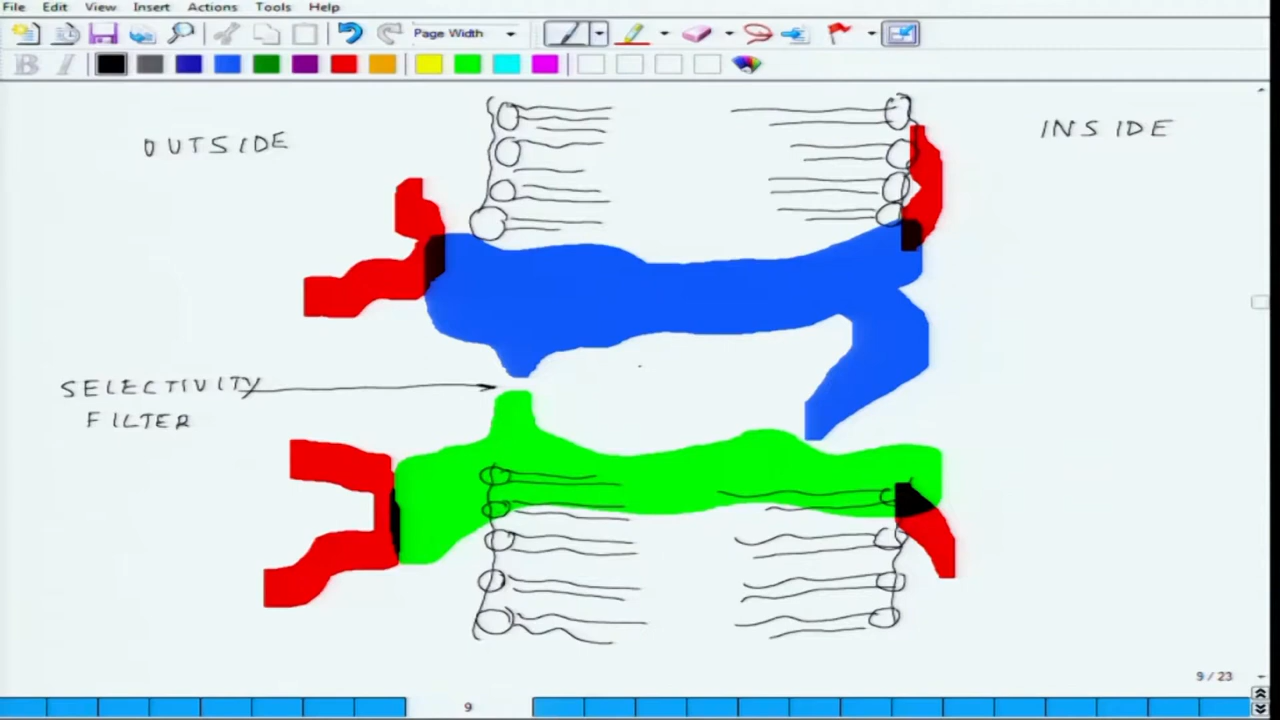 File Edit View Insert Actions Tools Help
Page Width
B I
OUTSIDE
INSIDE
SELECTIVITY
FILTER
9 / 23
9